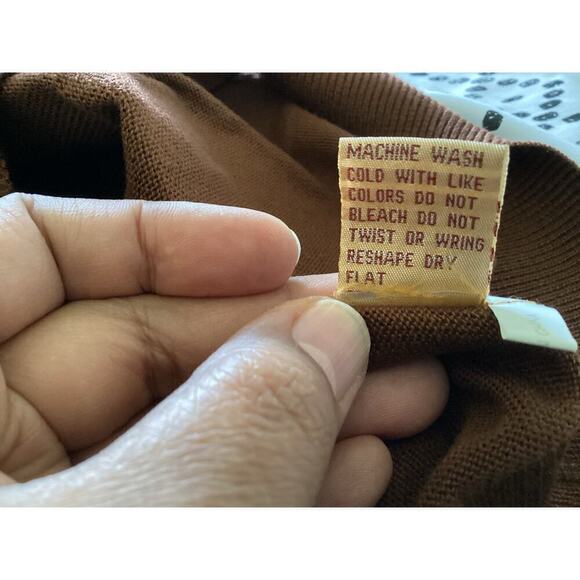 MACHINE WASH
COLD WITH LIKE
COLORS DO NOT
BLEACH DO NOT
TWIST OR WRING
RESHAPE DRY
FLAT